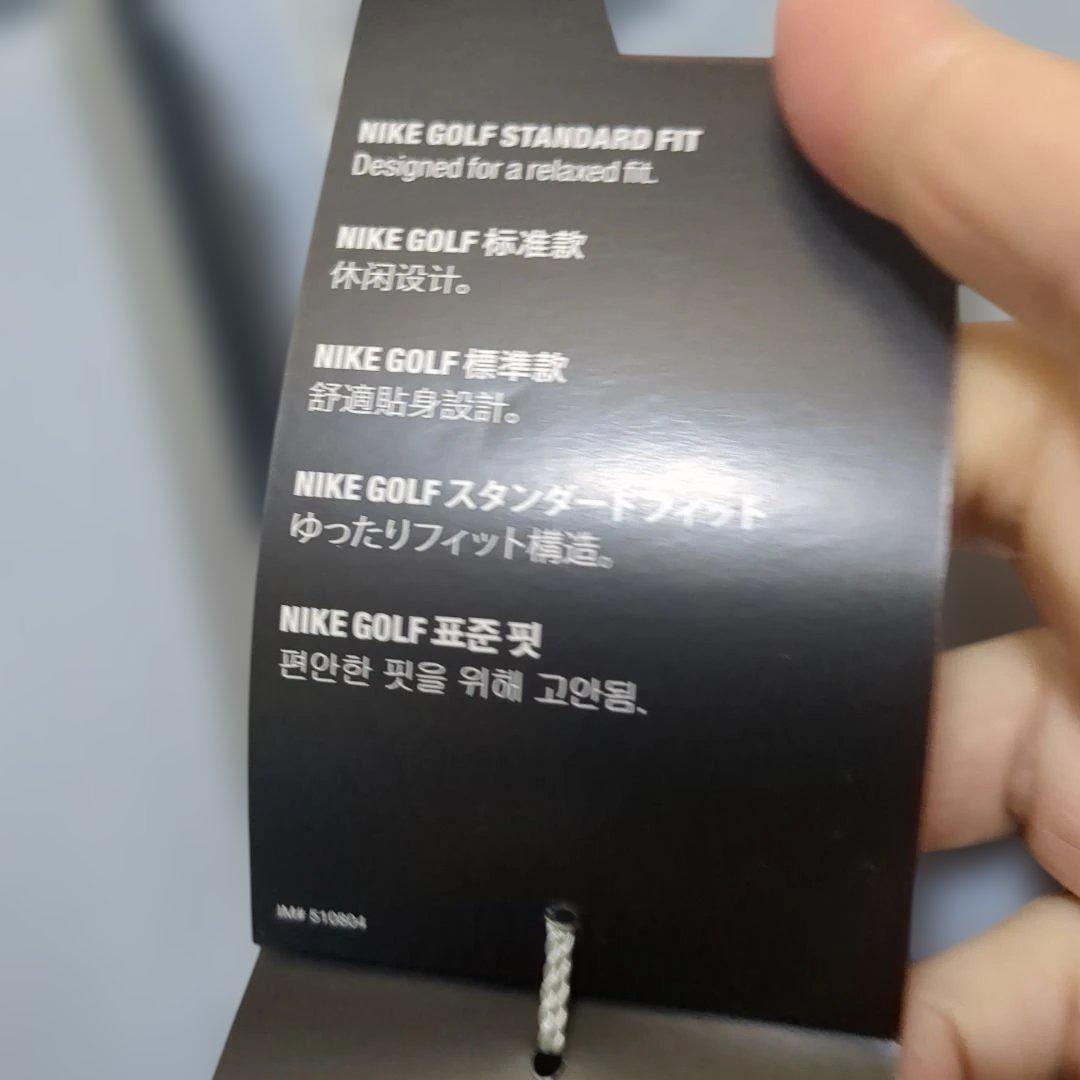 NIKE GOLF STANDARD FIT
Designed for a relaxed fit.
NIKE GOLF 标准款
休闲设计。
NIKE GOLF 標準款
舒適貼身設計。
NIKE GOLF スタンダードフィット
ゆったりフィット構造。
NIKE GOLF 표준 핏
편안한 핏을 위해 고안됨.
IM# 510804